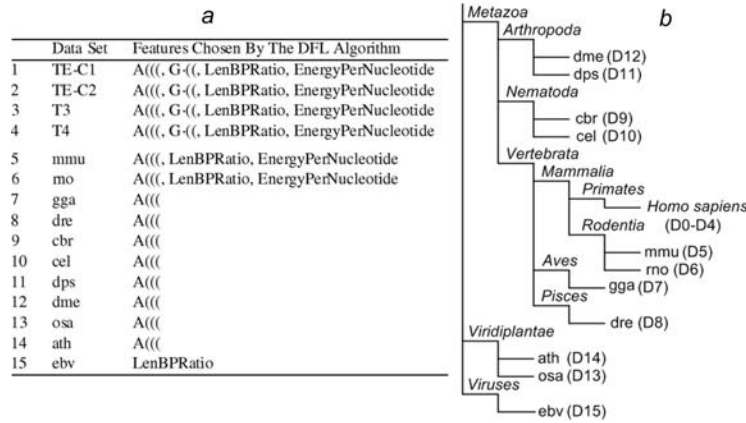 a
Data Set Features Chosen By The DFL Algorithm
1 TE-C1 A(((, G-((, LenBPRatio, EnergyPerNucleotide
2 TE-C2 A(((, G-((, LenBPRatio, EnergyPerNucleotide
3 T3 A(((, G-((, LenBPRatio, EnergyPerNucleotide
4 T4 A(((, G-((, LenBPRatio, EnergyPerNucleotide
5 mmu A(((, LenBPRatio, EnergyPerNucleotide
6 rno A(((, LenBPRatio, EnergyPerNucleotide
7 gga A(((
8 dre A(((
9 cbr A(((
10 cel A(((
11 dps A(((
12 dme A(((
13 osa A(((
14 ath A(((
15 ebv LenBPRatio
b
Metazoa
Arthropoda
dme (D12)
dps (D11)
Nematoda
cbr (D9)
cel (D10)
Vertebrata
Mammalia
Primates
Homo sapiens
(D0-D4)
Rodentia
mmu (D5)
rno (D6)
Aves
gga (D7)
Pisces
dre (D8)
Viridiplantae
ath (D14)
osa (D13)
Viruses
ebv (D15)